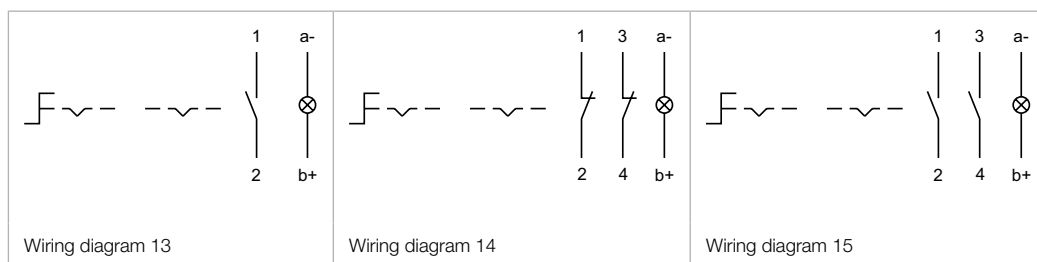 1 a-
2 b+
Wiring diagram 13
1 3 a-
2 4 b+
Wiring diagram 14
1 3 a-
2 4 b+
Wiring diagram 15